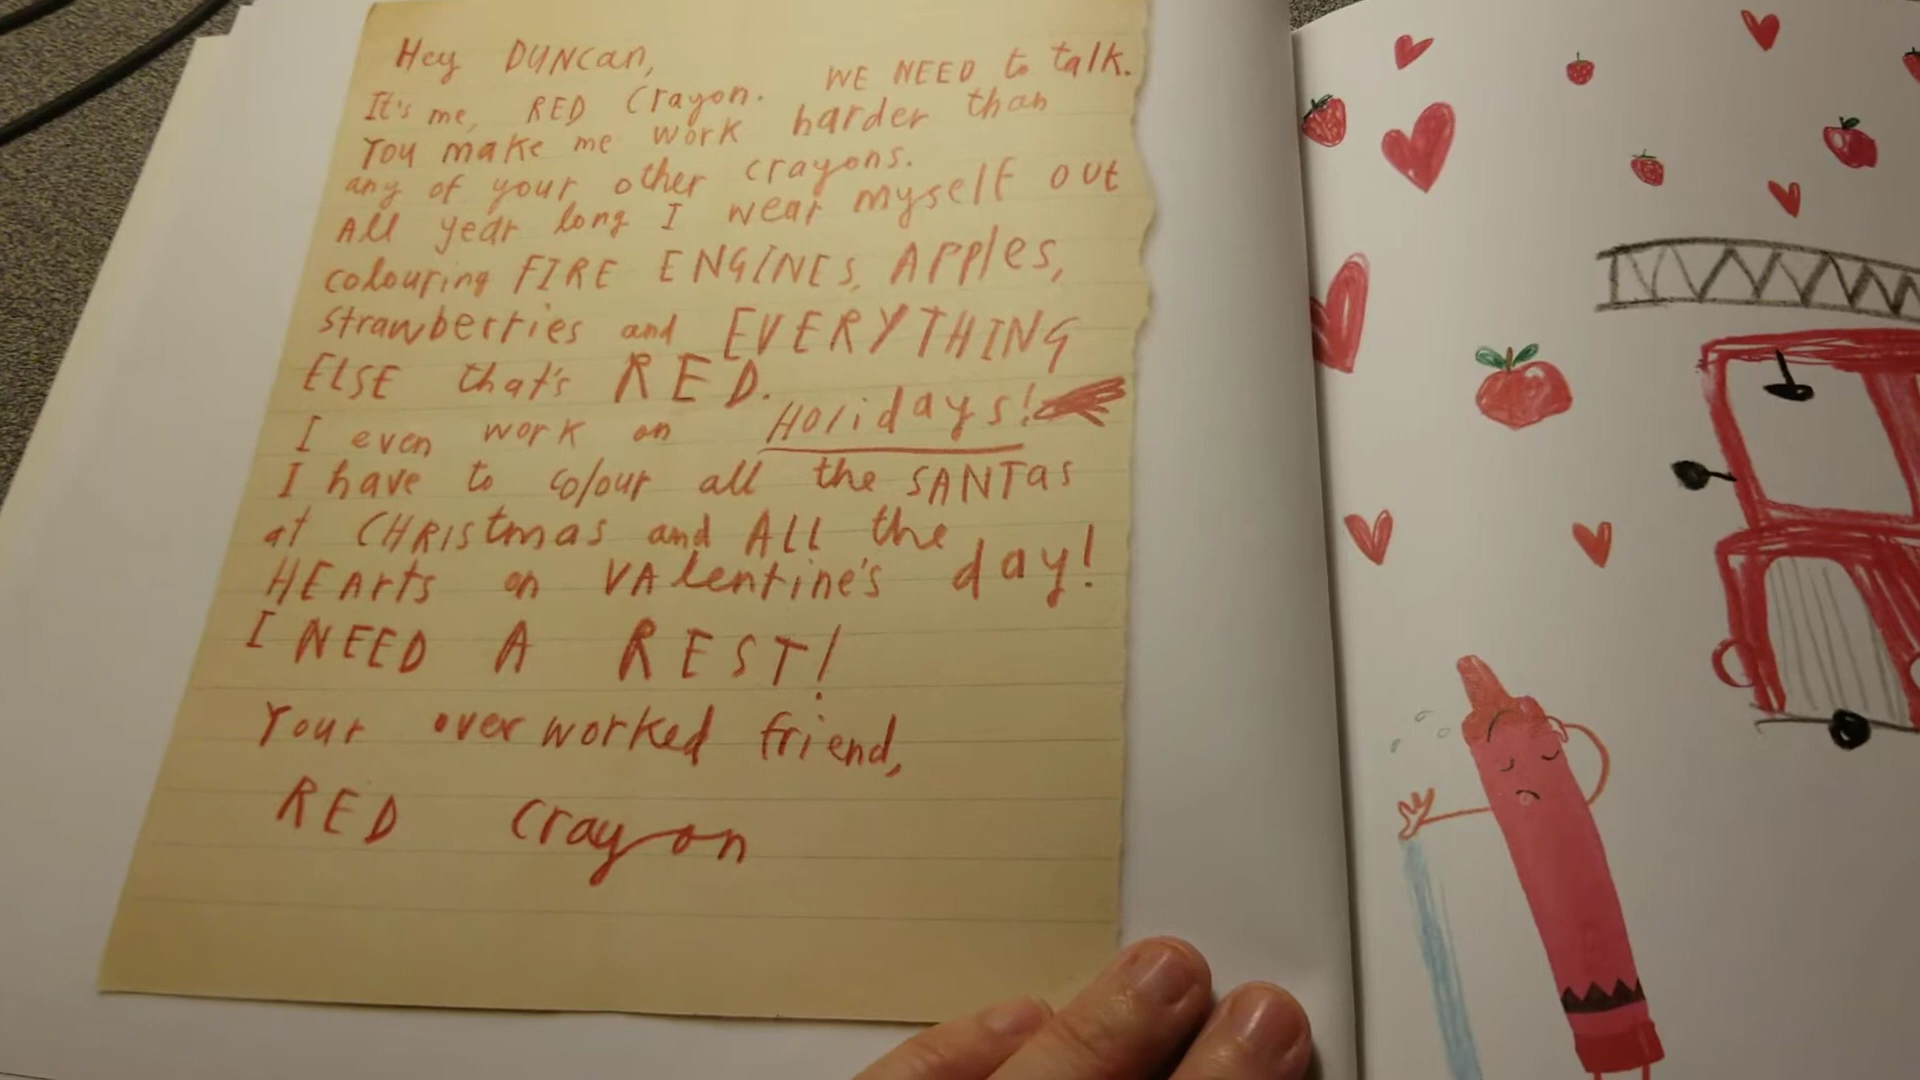 Hey DUNCan,
It's me, RED Crayon. WE NEED to talk.
You make me work harder than
any of your other crayons.
All year long I wear myself out
colouring FIRE ENGINES, Apples,
strawberries and EVERYTHING
ELSE that's RED.
I even work on Holidays!
I have to colour all the SANTas
at CHRIStmas and ALL the
HEArts on VAlentine's day!
I NEED A REST!
Your overworked friend,
RED Crayon